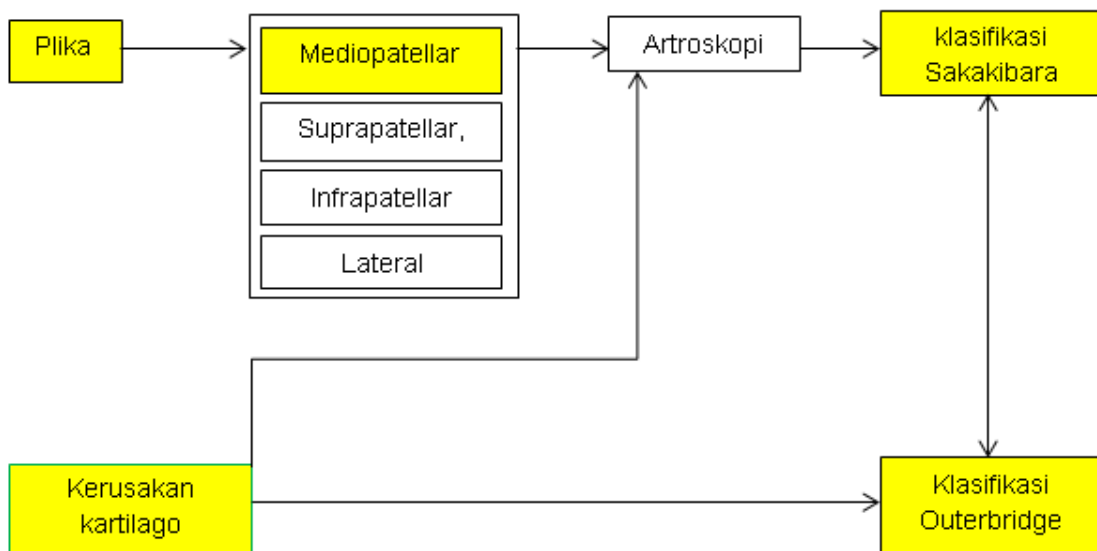 Plika
Mediopatellar
Suprapatellar,
Infrapatellar
Lateral
Artroskopi
klasifikasi
Sakakibara
Kerusakan
kartilago
Klasifikasi
Outerbridge